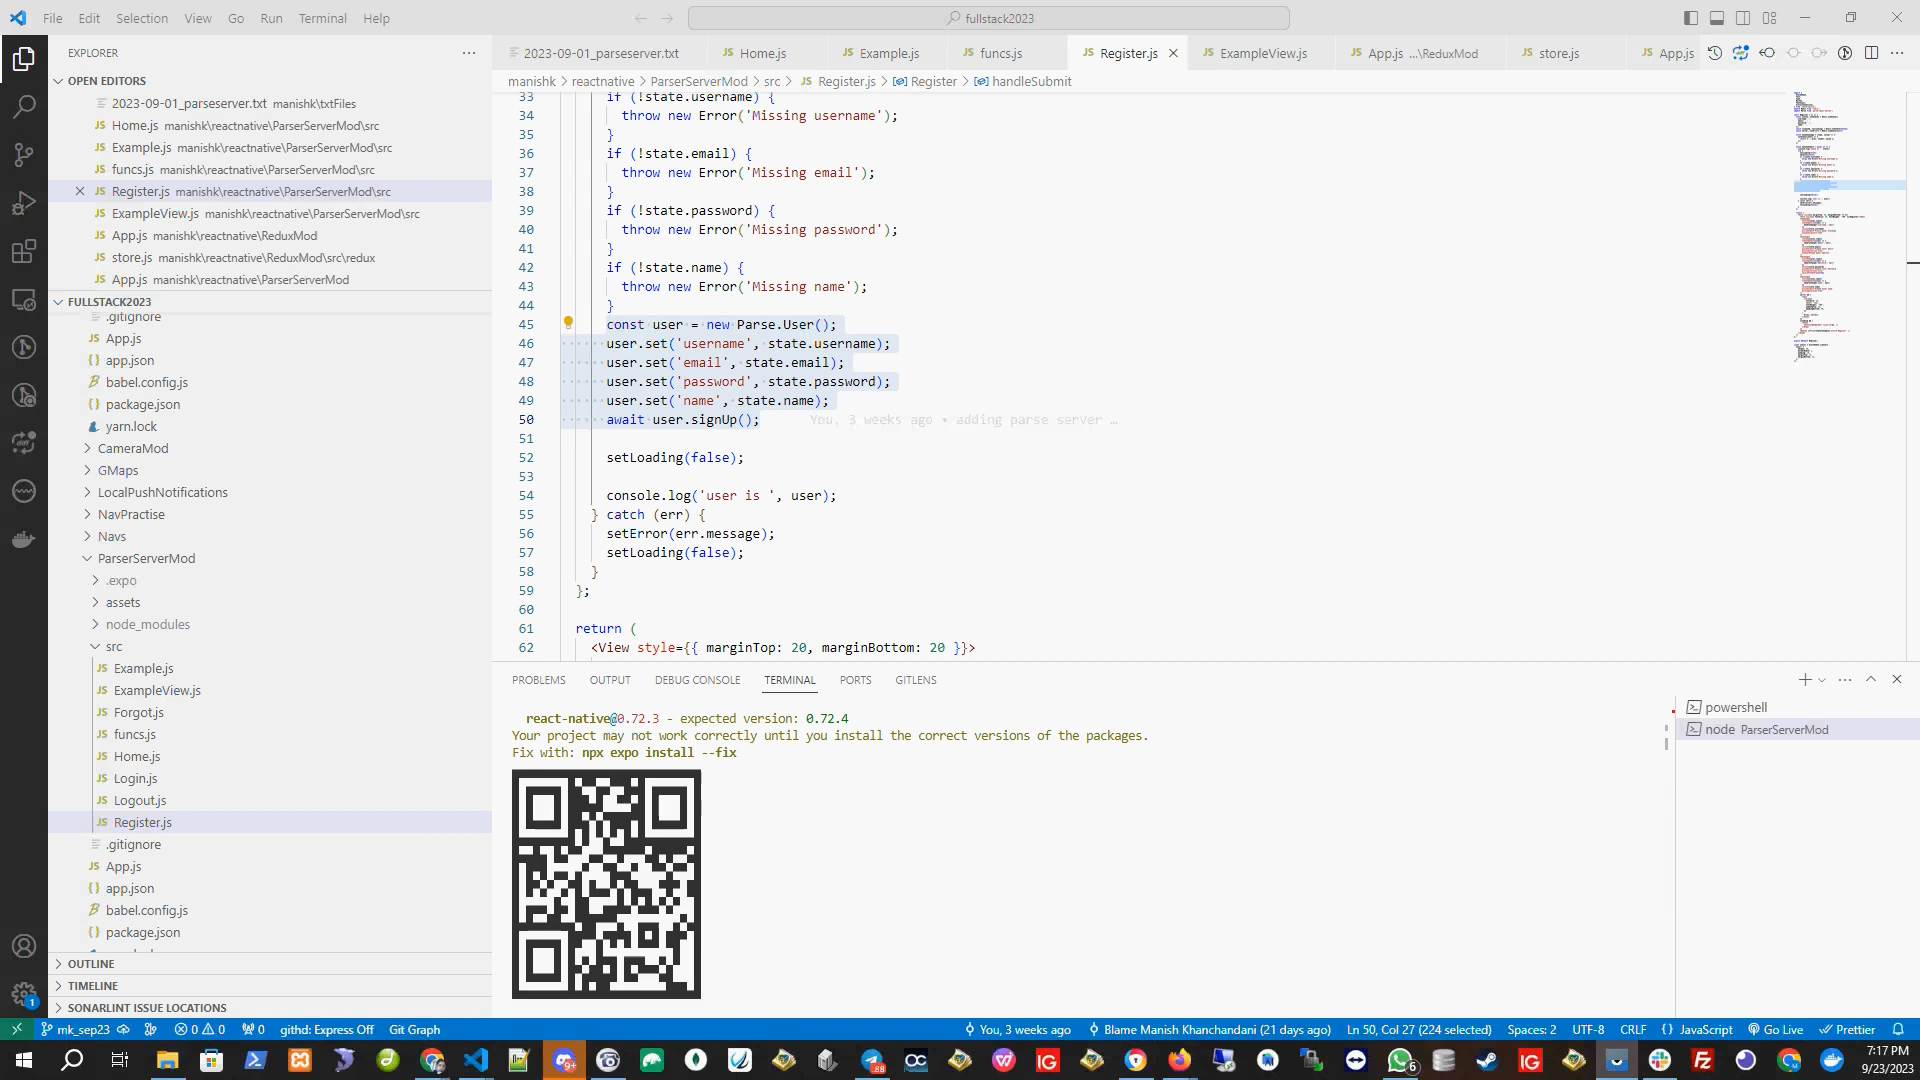 File Edit Selection View Go Run Terminal Help
fullstack2023
EXPLORER
OPEN EDITORS
2023-09-01_parseserver.txt manishk\txtFiles
Home.js manishk\reactnative\ParserServerMod\src
Example.js manishk\reactnative\ParserServerMod\src
funcs.js manishk\reactnative\ParserServerMod\src
Register.js manishk\reactnative\ParserServerMod\src
ExampleView.js manishk\reactnative\ParserServerMod\src
App.js manishk\reactnative\ReduxMod
store.js manishk\reactnative\ReduxMod\src\redux
App.js manishk\reactnative\ParserServerMod
FULLSTACK2023
.gitignore
App.js
app.json
babel.config.js
package.json
yarn.lock
CameraMod
GMaps
LocalPushNotifications
NavPractise
Navs
ParserServerMod
.expo
assets
node_modules
src
Example.js
ExampleView.js
Forgot.js
funcs.js
Home.js
Login.js
Logout.js
Register.js
.gitignore
App.js
app.json
babel.config.js
package.json
OUTLINE
TIMELINE
SONARLINT ISSUE LOCATIONS
2023-09-01_parseserver.txt Home.js Example.js funcs.js Register.js ExampleView.js App.js ...\ReduxMod store.js App.js
manishk > reactnative > ParserServerMod > src > Register.js > Register > handleSubmit
33 if (!state.username) {
34 throw new Error('Missing username');
35 }
36 if (!state.email) {
37 throw new Error('Missing email');
38 }
39 if (!state.password) {
40 throw new Error('Missing password');
41 }
42 if (!state.name) {
43 throw new Error('Missing name');
44 }
45 const user = new Parse.User();
46 user.set('username', state.username);
47 user.set('email', state.email);
48 user.set('password', state.password);
49 user.set('name', state.name);
50 await user.signUp(); You, 3 weeks ago • adding parse server …
51
52 setLoading(false);
53
54 console.log('user is ', user);
55 } catch (err) {
56 setError(err.message);
57 setLoading(false);
58 }
59 };
60
61 return (
62 <View style={{ marginTop: 20, marginBottom: 20 }}>
PROBLEMS OUTPUT DEBUG CONSOLE TERMINAL PORTS GITLENS
react-native@0.72.3 - expected version: 0.72.4
Your project may not work correctly until you install the correct versions of the packages.
Fix with: npx expo install --fix
powershell
node ParserServerMod
mk_sep23 0 0 0 githd: Express Off Git Graph You, 3 weeks ago Blame Manish Khanchandani (21 days ago) Ln 50, Col 27 (224 selected) Spaces: 2 UTF-8 CRLF {} JavaScript Go Live Prettier
7:17 PM
9/23/2023